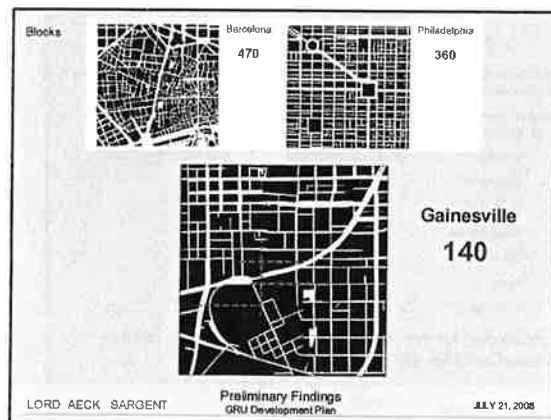 Blocks
Barcelona
470
Philadelphia
360
Gainesville
140
LORD AECK SARGENT
Preliminary Findings
GRU Development Plan
JULY 21, 2008